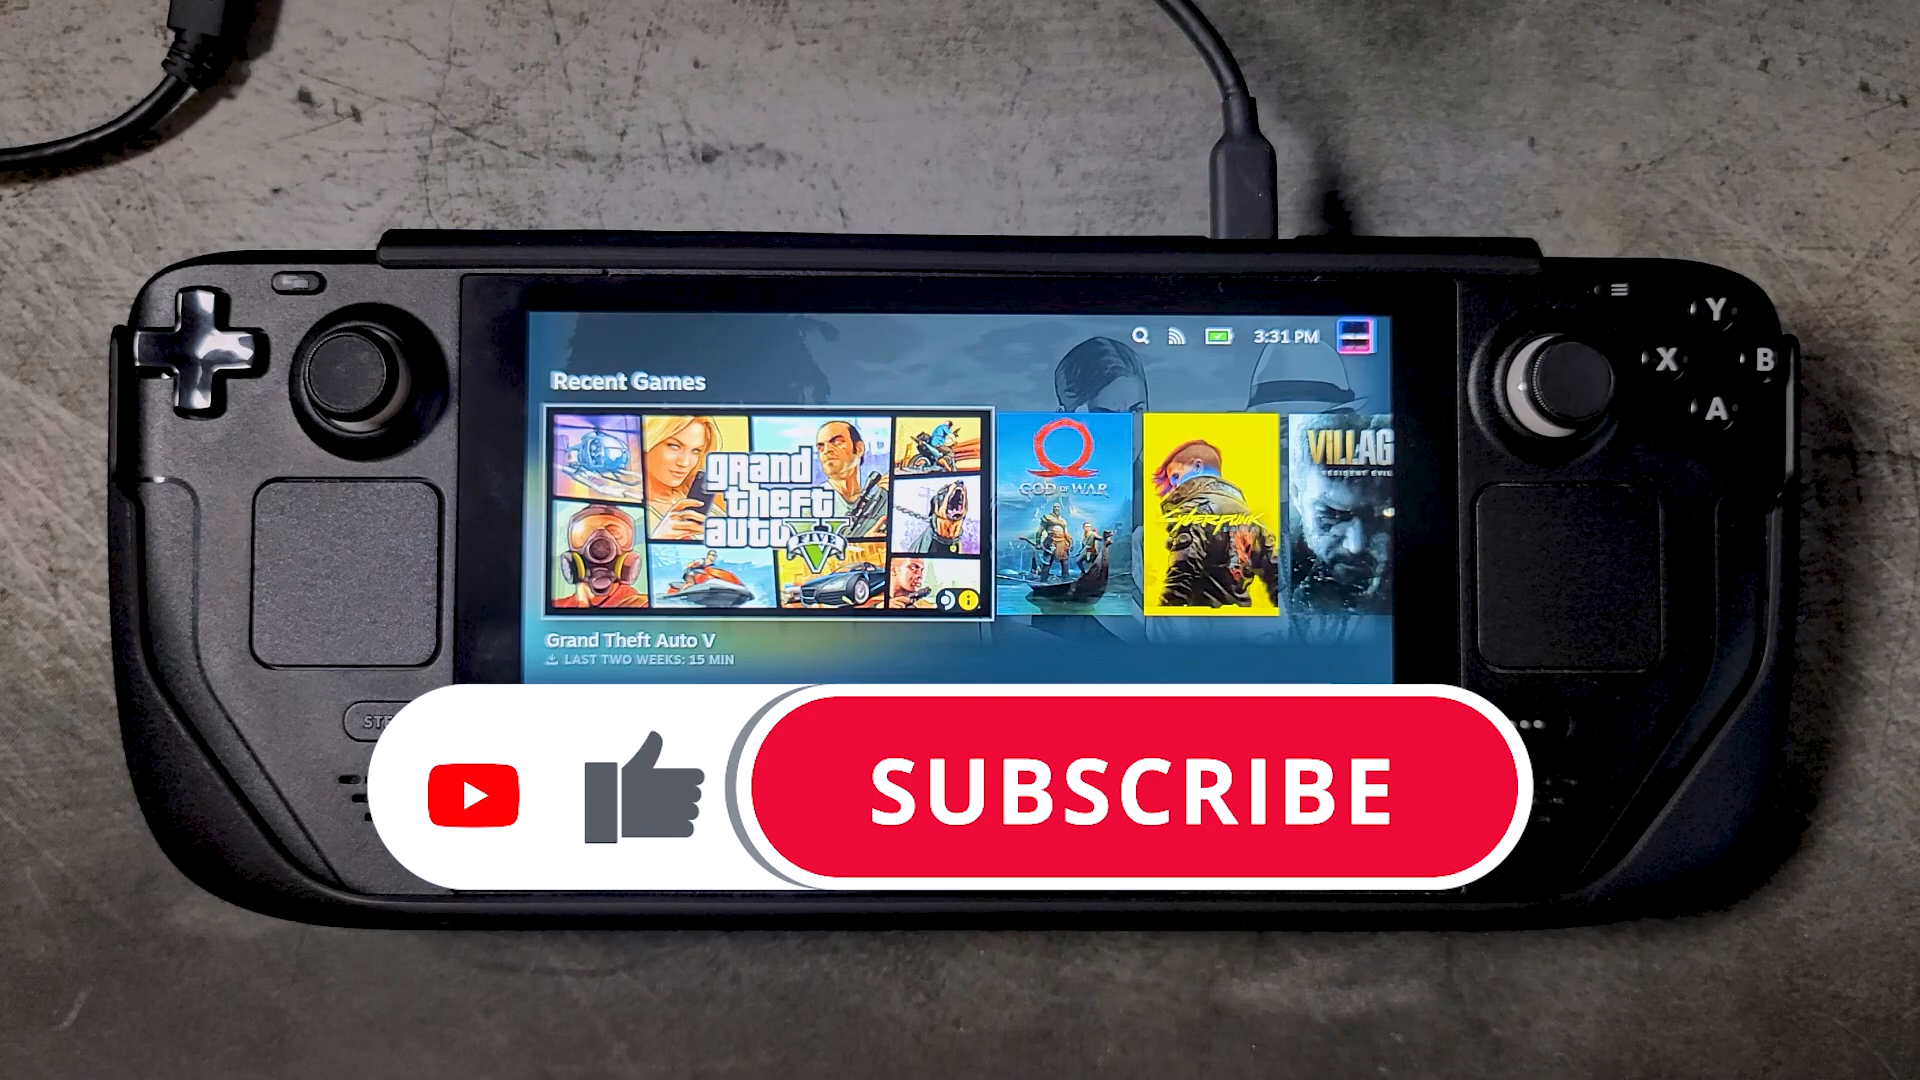 Y
X
B
A
3:31 PM
Recent Games
grand
theft
auto
FIVE
V
GOD OF WAR
Cyberpunk
VILLAG
RESIDENT EVIL
Grand Theft Auto V
LAST TWO WEEKS: 15 MIN
STE
SUBSCRIBE